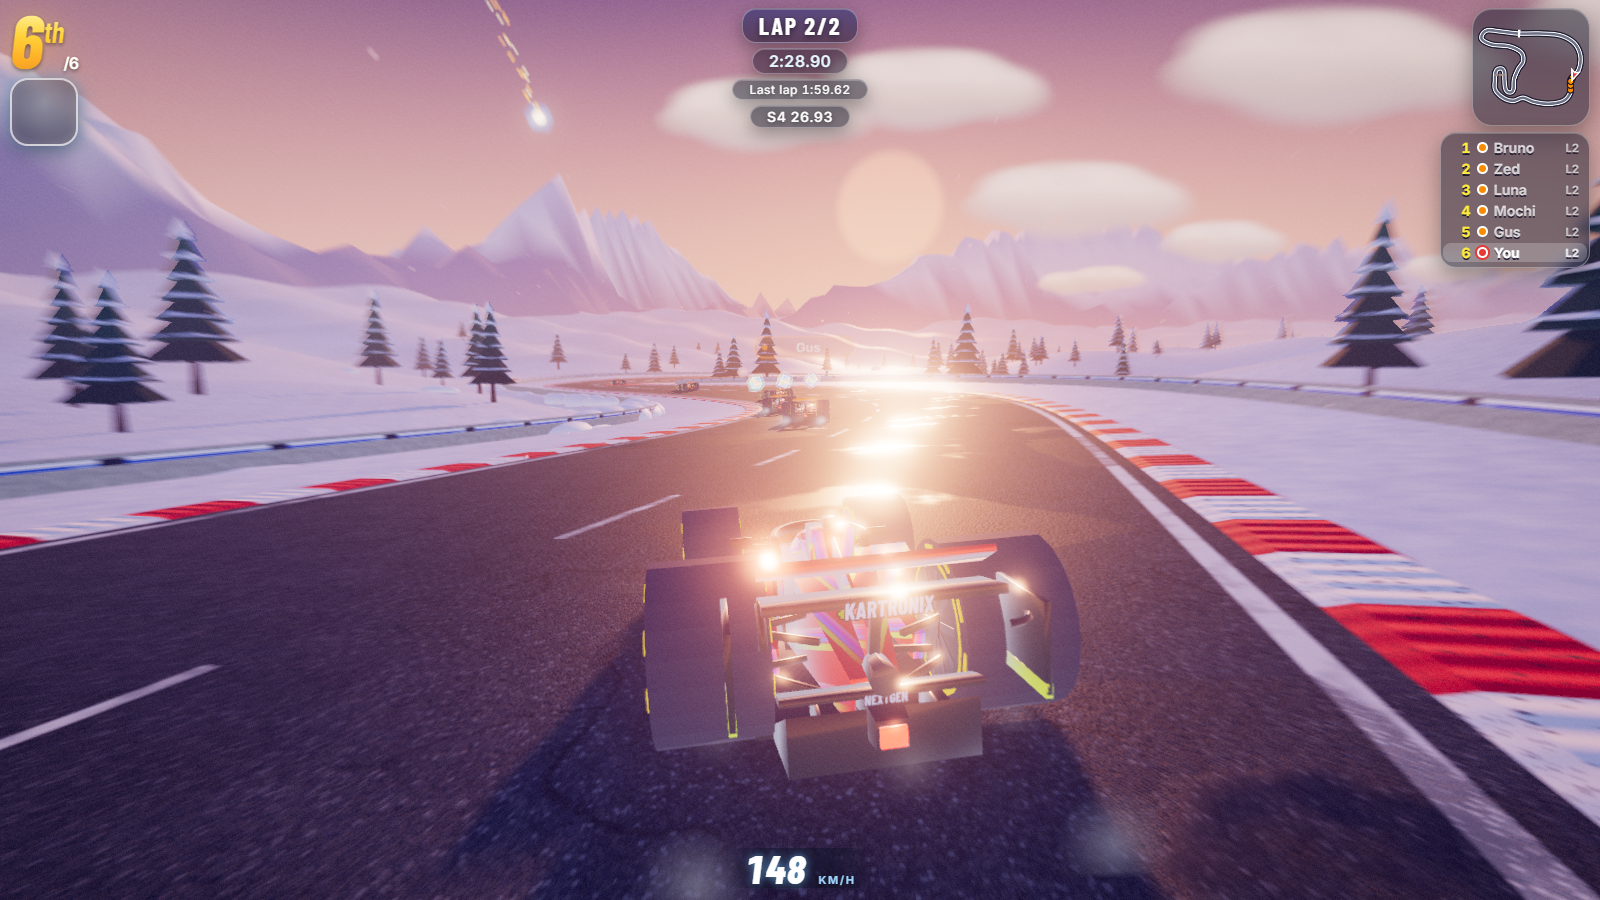 6th
/6
LAP 2/2
2:28.90
Last lap 1:59.62
S4 26.93
1 Bruno L2
2 Zed L2
3 Luna L2
4 Mochi L2
5 Gus L2
6 You L2
Gus
KARTRONIX
NEXTGEN
148 KM/H